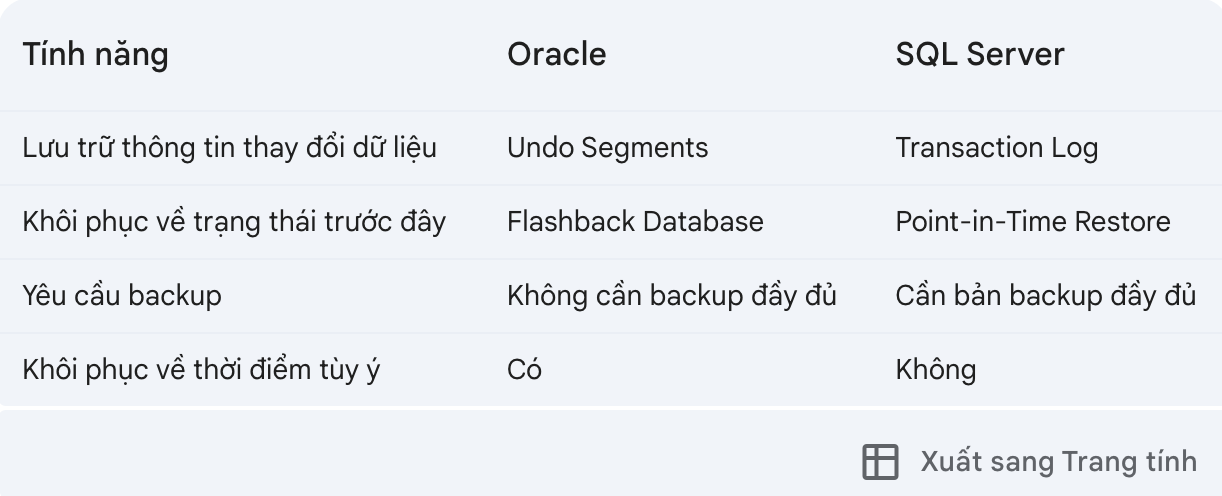 Tính năng Oracle SQL Server
Lưu trữ thông tin thay đổi dữ liệu Undo Segments Transaction Log
Khôi phục về trạng thái trước đây Flashback Database Point-in-Time Restore
Yêu cầu backup Không cần backup đầy đủ Cần bản backup đầy đủ
Khôi phục về thời điểm tùy ý Có Không
Xuất sang Trang tính